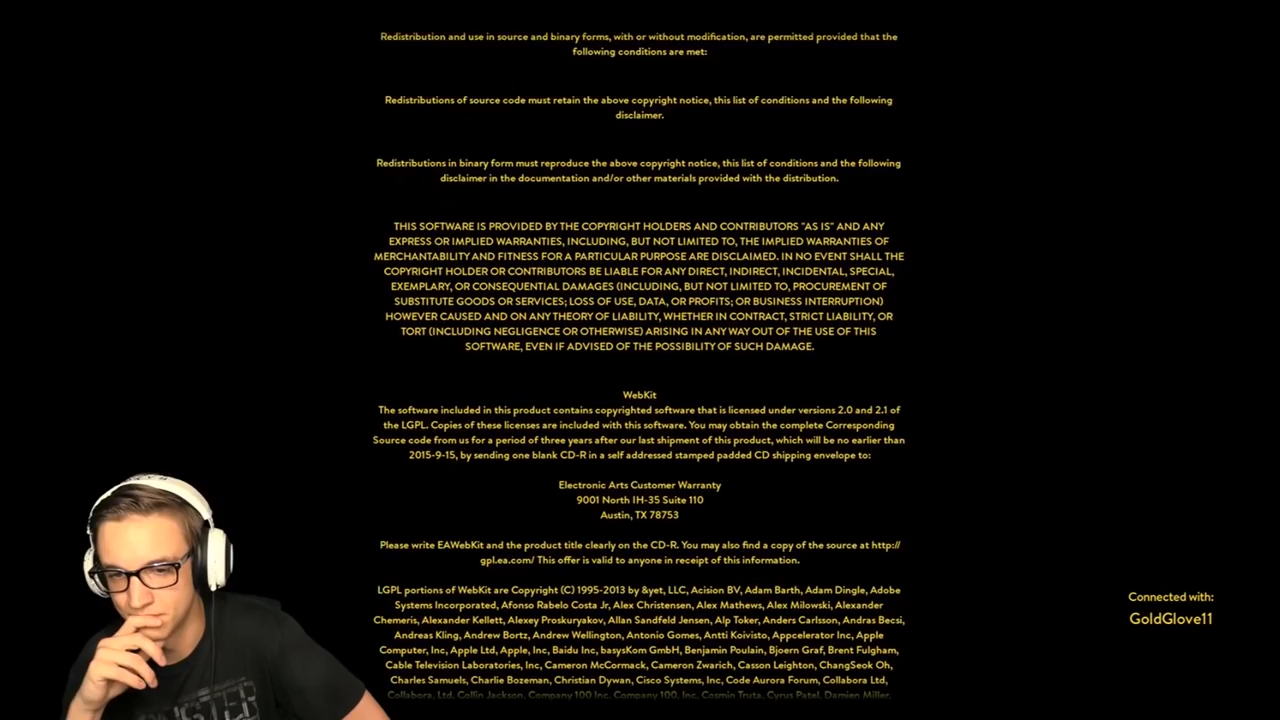 Redistribution and use in source and binary forms, with or without modification, are permitted provided that the
following conditions are met:
Redistributions of source code must retain the above copyright notice, this list of conditions and the following
disclaimer.
Redistributions in binary form must reproduce the above copyright notice, this list of conditions and the following
disclaimer in the documentation and/or other materials provided with the distribution.
THIS SOFTWARE IS PROVIDED BY THE COPYRIGHT HOLDERS AND CONTRIBUTORS "AS IS" AND ANY
EXPRESS OR IMPLIED WARRANTIES, INCLUDING, BUT NOT LIMITED TO, THE IMPLIED WARRANTIES OF
MERCHANTABILITY AND FITNESS FOR A PARTICULAR PURPOSE ARE DISCLAIMED. IN NO EVENT SHALL THE
COPYRIGHT HOLDER OR CONTRIBUTORS BE LIABLE FOR ANY DIRECT, INDIRECT, INCIDENTAL, SPECIAL,
EXEMPLARY, OR CONSEQUENTIAL DAMAGES (INCLUDING, BUT NOT LIMITED TO, PROCUREMENT OF
SUBSTITUTE GOODS OR SERVICES; LOSS OF USE, DATA, OR PROFITS; OR BUSINESS INTERRUPTION)
HOWEVER CAUSED AND ON ANY THEORY OF LIABILITY, WHETHER IN CONTRACT, STRICT LIABILITY, OR
TORT (INCLUDING NEGLIGENCE OR OTHERWISE) ARISING IN ANY WAY OUT OF THE USE OF THIS
SOFTWARE, EVEN IF ADVISED OF THE POSSIBILITY OF SUCH DAMAGE.
WebKit
The software included in this product contains copyrighted software that is licensed under versions 2.0 and 2.1 of
the LGPL. Copies of these licenses are included with this software. You may obtain the complete Corresponding
Source code from us for a period of three years after our last shipment of this product, which will be no earlier than
2015-9-15, by sending one blank CD-R in a self addressed stamped padded CD shipping envelope to:
Electronic Arts Customer Warranty
9001 North IH-35 Suite 110
Austin, TX 78753
Please write EAWebKit and the product title clearly on the CD-R. You may also find a copy of the source at http://
gpl.ea.com/ This offer is valid to anyone in receipt of this information.
LGPL portions of WebKit are Copyright (C) 1995-2013 by &yet, LLC, Acision BV, Adam Barth, Adam Dingle, Adobe
Systems Incorporated, Afonso Rabelo Costa Jr, Alex Christensen, Alex Mathews, Alex Milowski, Alexander
Chemeris, Alexander Kellett, Alexey Proskuryakov, Allan Sandfeld Jensen, Alp Toker, Anders Carlsson, Andras Becsi,
Andreas Kling, Andrew Bortz, Andrew Wellington, Antonio Gomes, Antti Koivisto, Appcelerator Inc, Apple
Computer, Inc, Apple Ltd, Apple, Inc, Baidu Inc, basysKom GmbH, Benjamin Poulain, Bjoern Graf, Brent Fulgham,
Cable Television Laboratories, Inc, Cameron McCormack, Cameron Zwarich, Casson Leighton, ChangSeok Oh,
Charles Samuels, Charlie Bozeman, Christian Dywan, Cisco Systems, Inc, Code Aurora Forum, Collabora Ltd,
Collabora, Ltd, Collin Jackson, Company 100 Inc, Company 100, Inc, Cosmin Truta, Cyrus Patel, Damien Miller,
Connected with:
GoldGlove11